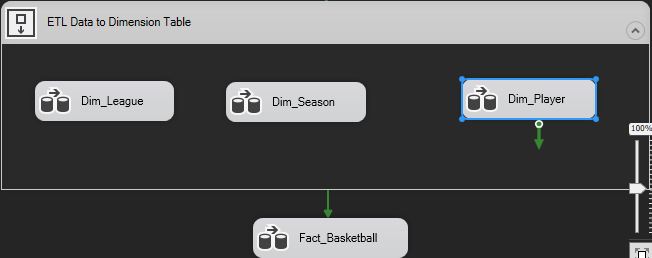 ETL Data to Dimension Table
Dim_League
Dim_Season
Dim_Player
100%
Fact_Basketball